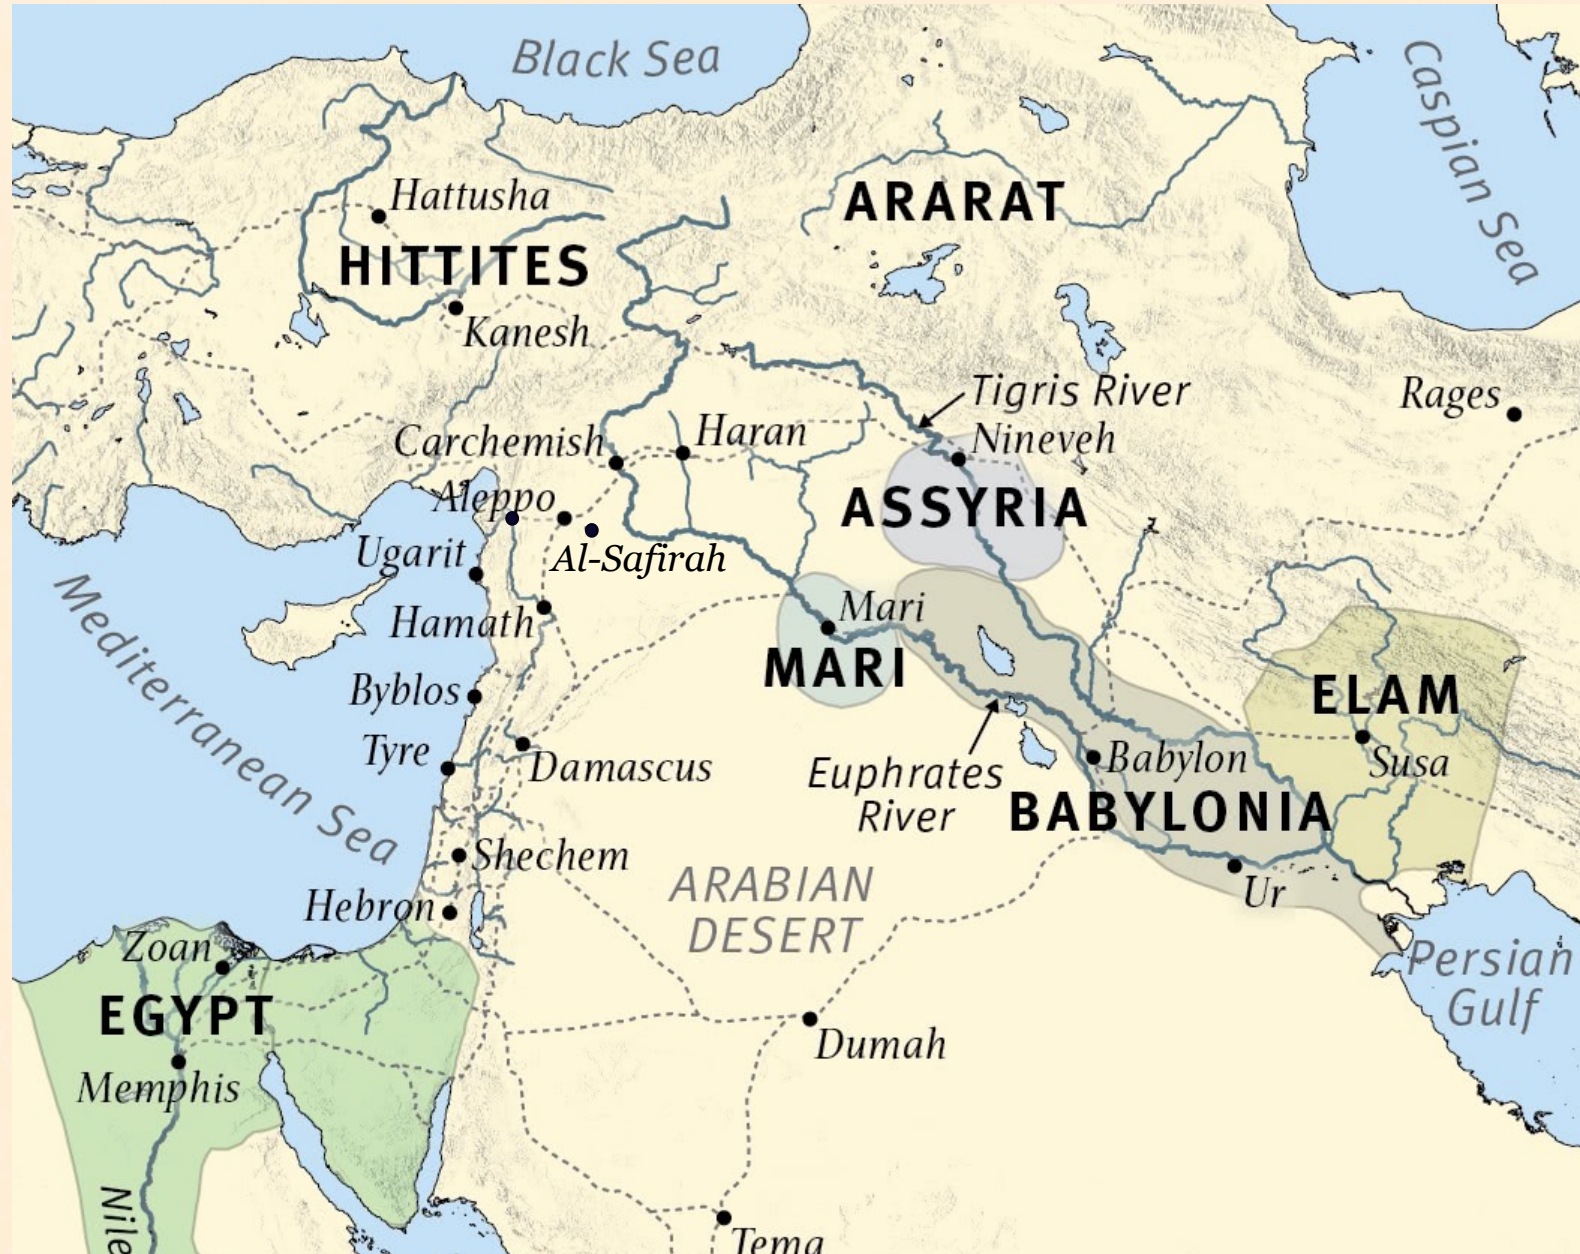 Black Sea
Caspian Sea
Hattusha
ARARAT
HITTITES
Kanesh
Tigris River
Rages
Carchemish
Haran
Nineveh
Aleppo
ASSYRIA
Ugarit
Al-Safirah
Mediterranean Sea
Hamath
Mari
MARI
Byblos
ELAM
Tyre
Damascus
Euphrates
River
Babylon
Susa
BABYLONIA
Shechem
ARABIAN
DESERT
Ur
Hebron
Zoan
Persian
Gulf
EGYPT
Dumah
Memphis
Nile
Tema